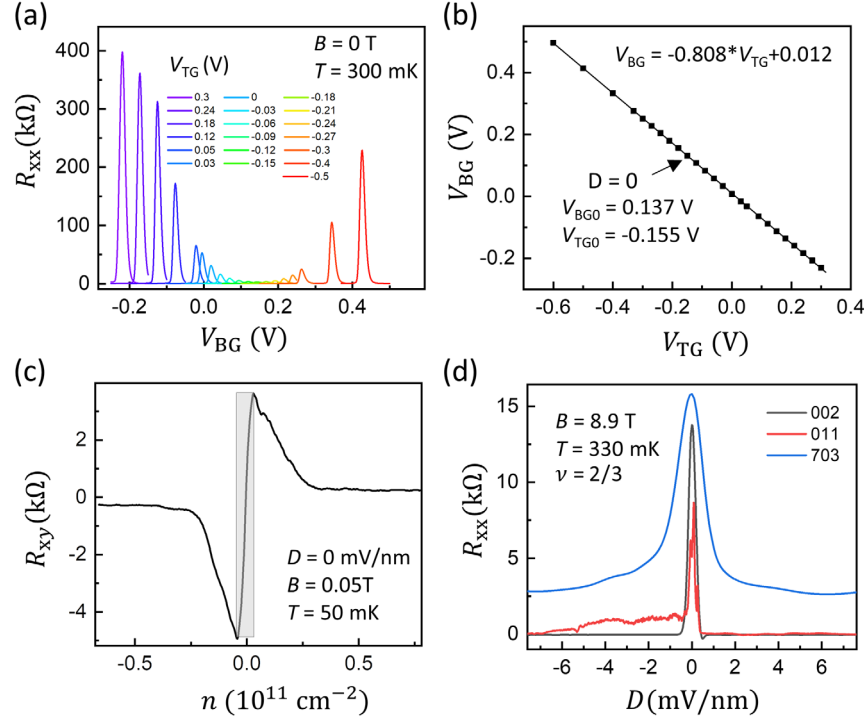 (a)
B = 0 T
T = 300 mK
V_TG (V)
0.3 0 -0.18
0.24 -0.03 -0.21
0.18 -0.06 -0.24
0.12 -0.09 -0.27
0.05 -0.12 -0.3
0.03 -0.15 -0.4
-0.5
R_xx (kΩ)
400
300
200
100
0
-0.2 0.0 0.2 0.4
V_BG (V)
(b)
V_BG = -0.808*V_TG+0.012
D = 0
V_BG0 = 0.137 V
V_TG0 = -0.155 V
V_BG (V)
0.4
0.2
0.0
-0.2
-0.6 -0.4 -0.2 0.0 0.2 0.4
V_TG (V)
(c)
R_xy (kΩ)
2
0
-2
-4
D = 0 mV/nm
B = 0.05T
T = 50 mK
-0.5 0.0 0.5
n (10¹¹ cm⁻²)
(d)
B = 8.9 T
T = 330 mK
ν = 2/3
002
011
703
R_xx (kΩ)
15
10
5
0
-6 -4 -2 0 2 4 6
D(mV/nm)